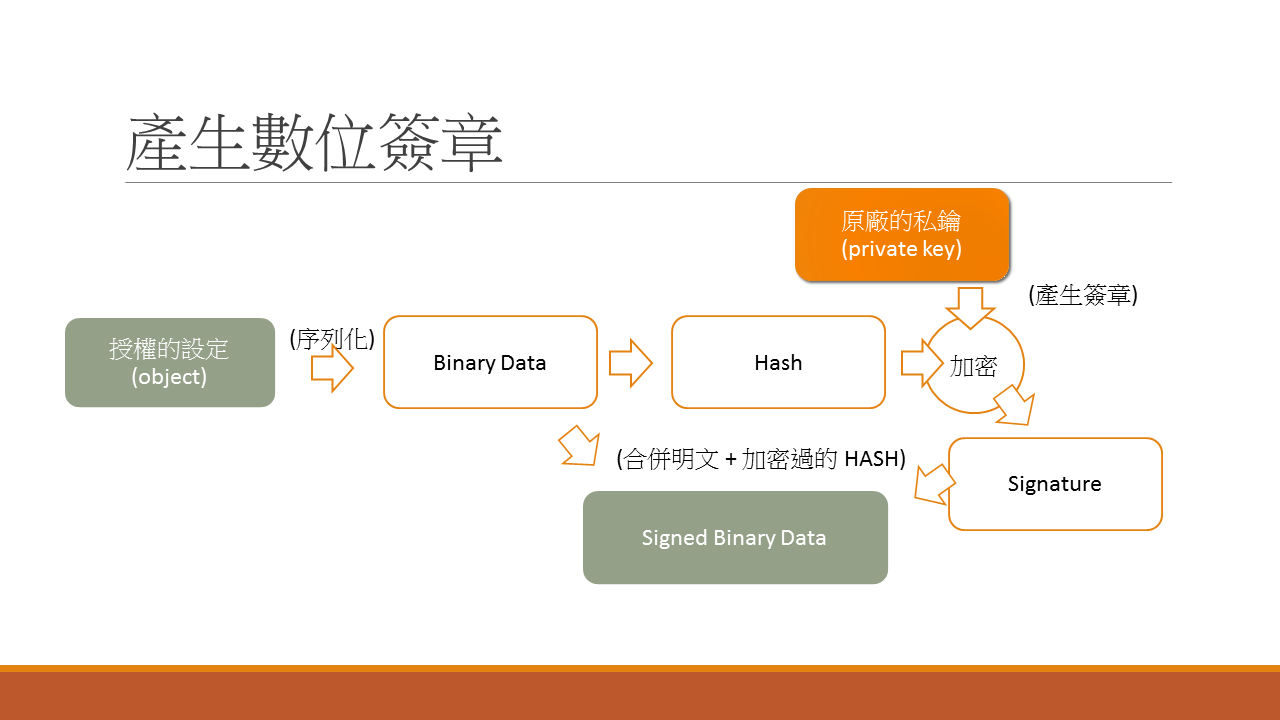 產生數位簽章
原廠的私鑰
(private key)
(產生簽章)
授權的設定
(object)
(序列化)
Binary Data
Hash
加密
(合併明文 + 加密過的 HASH)
Signature
Signed Binary Data